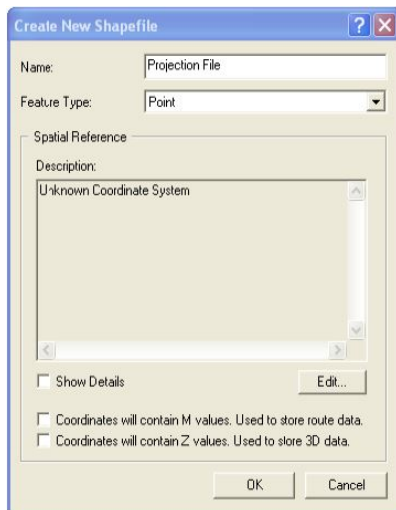 Create New Shapefile
Name: Projection File
Feature Type: Point
Spatial Reference
Description:
Unknown Coordinate System
Show Details
Edit...
Coordinates will contain M values. Used to store route data.
Coordinates will contain Z values. Used to store 3D data.
OK Cancel